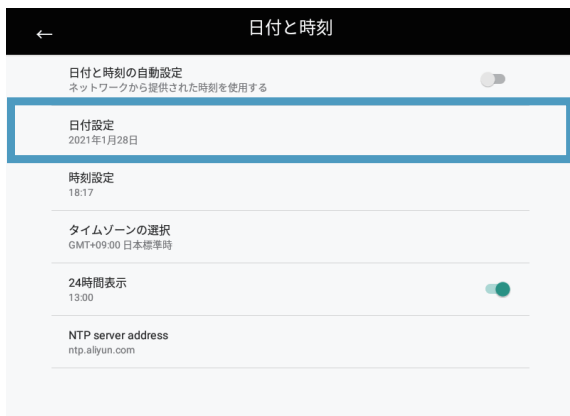 ←
日付と時刻
日付と時刻の自動設定
ネットワークから提供された時刻を使用する
日付設定
2021年1月28日
時刻設定
18:17
タイムゾーンの選択
GMT+09:00 日本標準時
24時間表示
13:00
NTP server address
ntp.aliyun.com